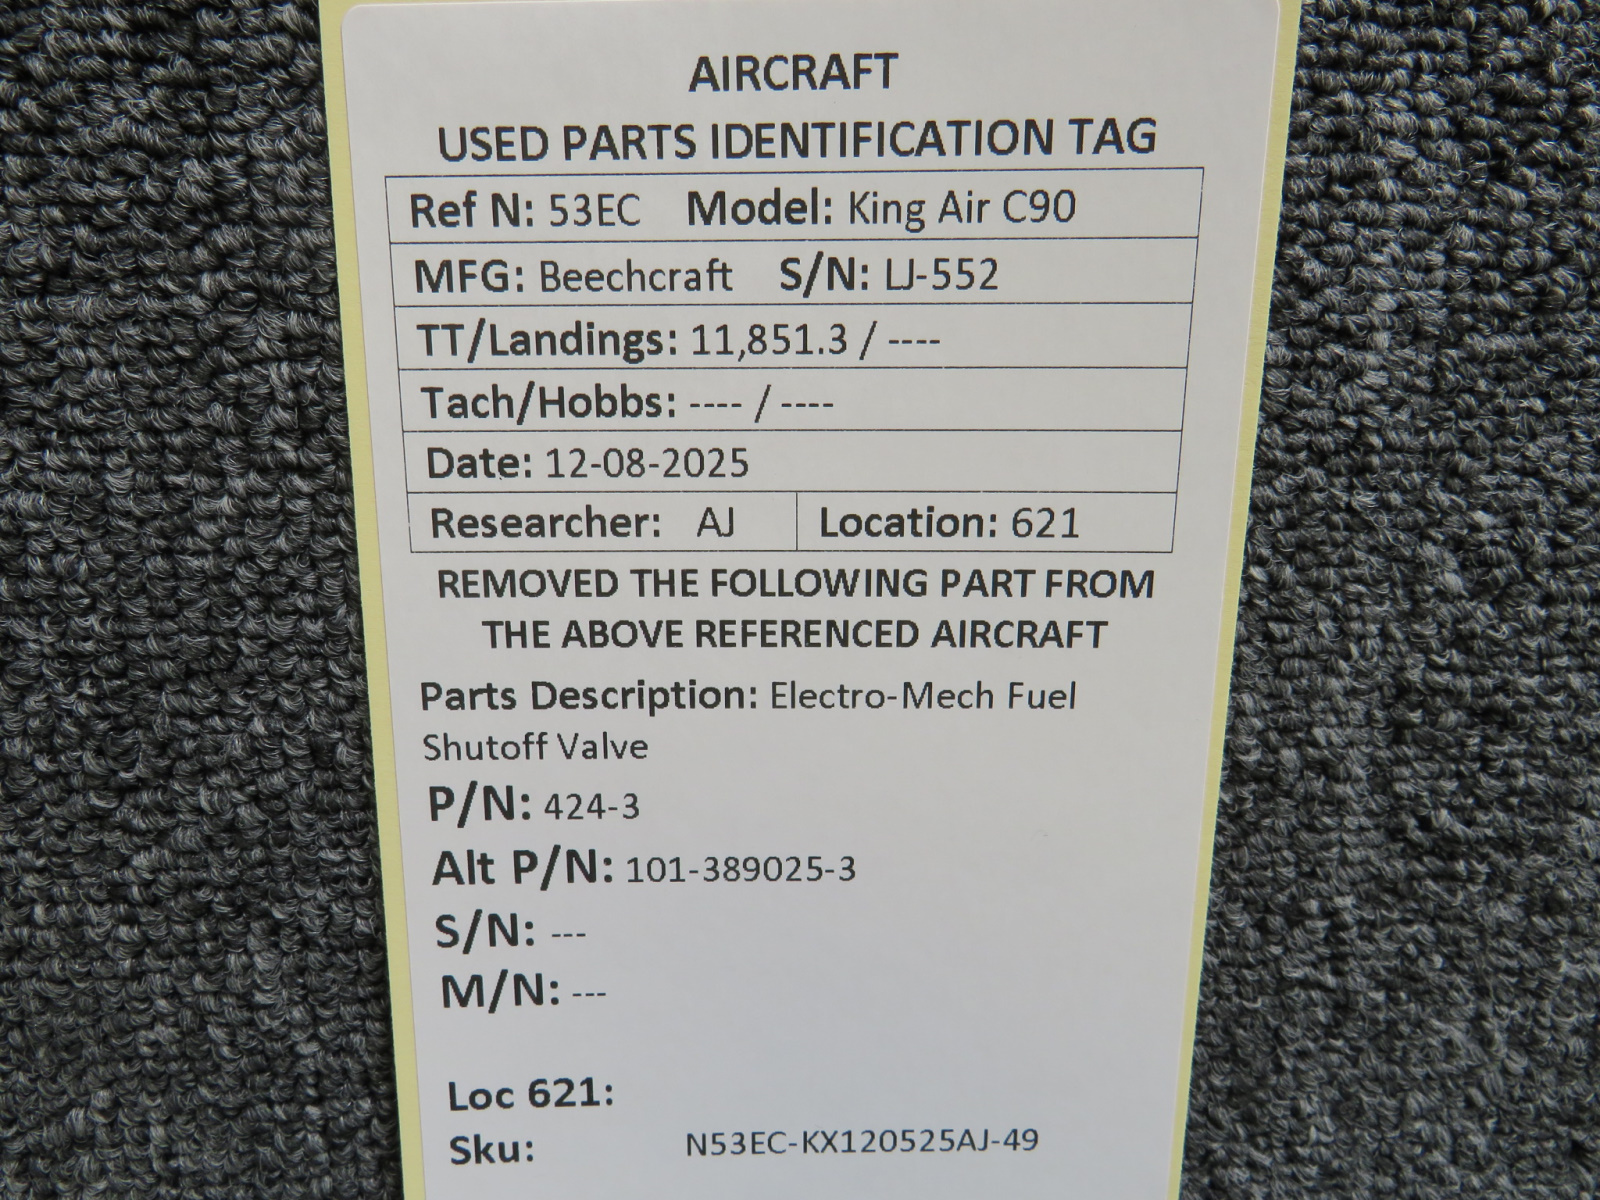 AIRCRAFT
USED PARTS IDENTIFICATION TAG
Ref N: 53EC Model: King Air C90
MFG: Beechcraft S/N: LJ-552
TT/Landings: 11,851.3 / ----
Tach/Hobbs: ---- / ----
Date: 12-08-2025
Researcher: AJ Location: 621
REMOVED THE FOLLOWING PART FROM
THE ABOVE REFERENCED AIRCRAFT
Parts Description: Electro-Mech Fuel
Shutoff Valve
P/N: 424-3
Alt P/N: 101-389025-3
S/N: ---
M/N: ---
Loc 621:
Sku: N53EC-KX120525AJ-49